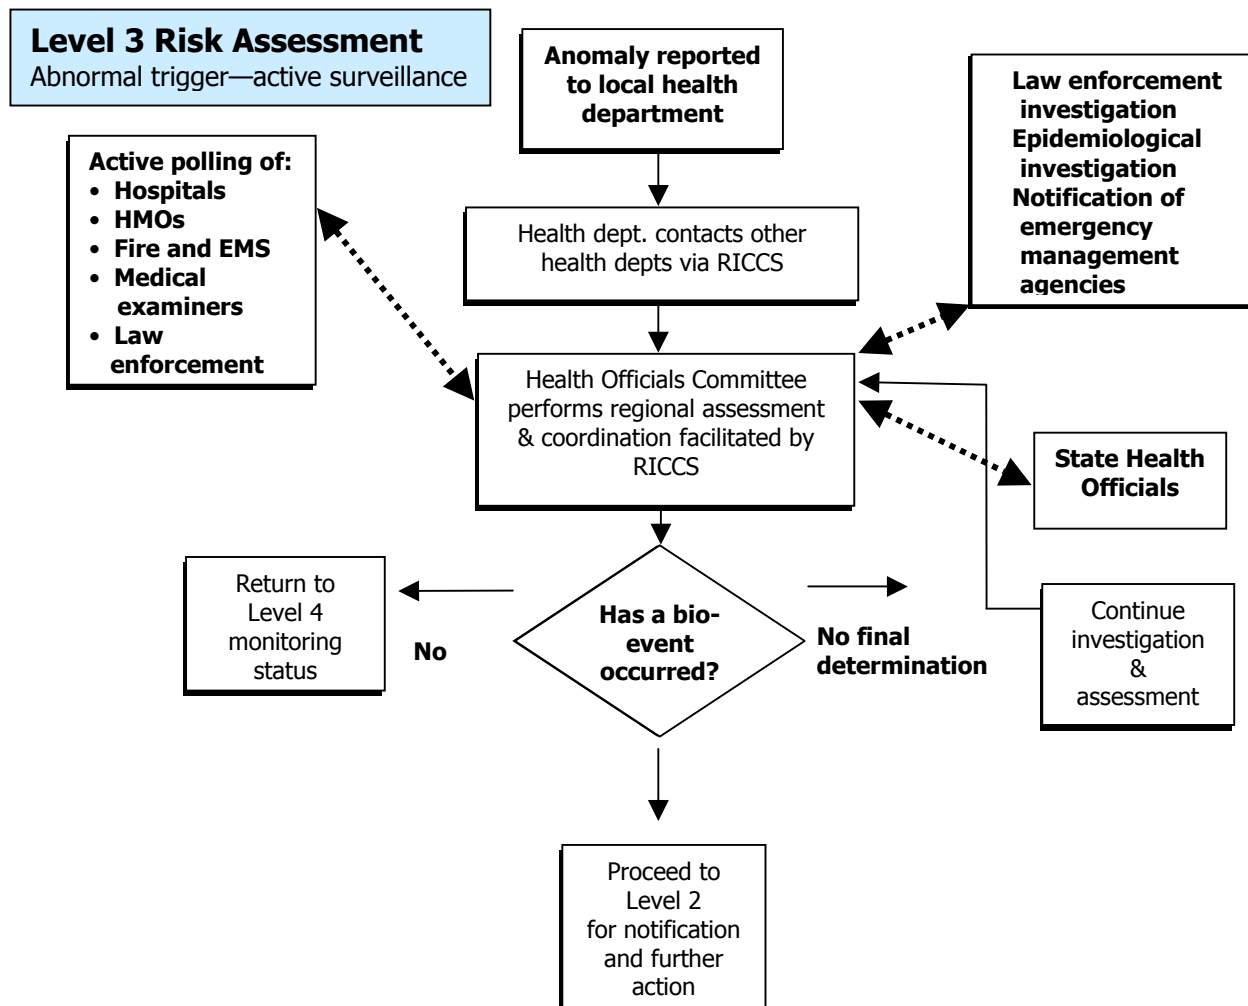 Level 3 Risk Assessment
Abnormal trigger—active surveillance
Anomaly reported
to local health
department
Law enforcement
investigation
Epidemiological
investigation
Notification of
emergency
management
agencies
Active polling of:
• Hospitals
• HMOs
• Fire and EMS
• Medical
examiners
• Law
enforcement
Health dept. contacts other
health depts via RICCS
Health Officials Committee
performs regional assessment
& coordination facilitated by
RICCS
State Health
Officials
Return to
Level 4
monitoring
status
No
Has a bio-
event
occurred?
No final
determination
Continue
investigation
&
assessment
Proceed to
Level 2
for notification
and further
action